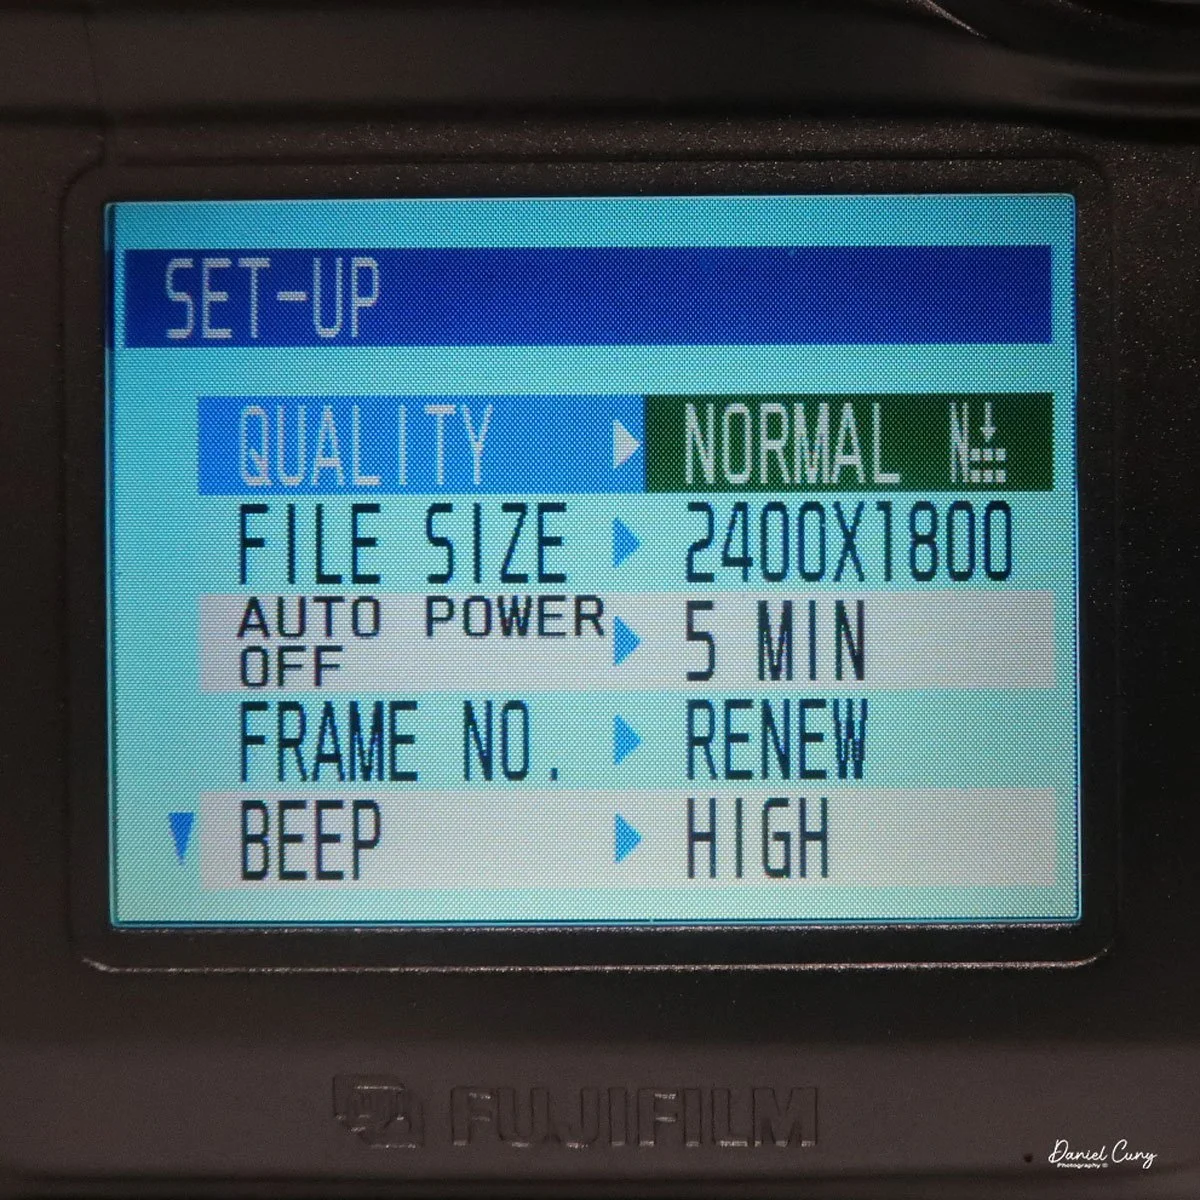 SET-UP
QUALITY NORMAL N
FILE SIZE 2400X1800
AUTO POWER OFF 5 MIN
FRAME NO. RENEW
BEEP HIGH
FUJIFILM
Daniel Cuny
Photography ©